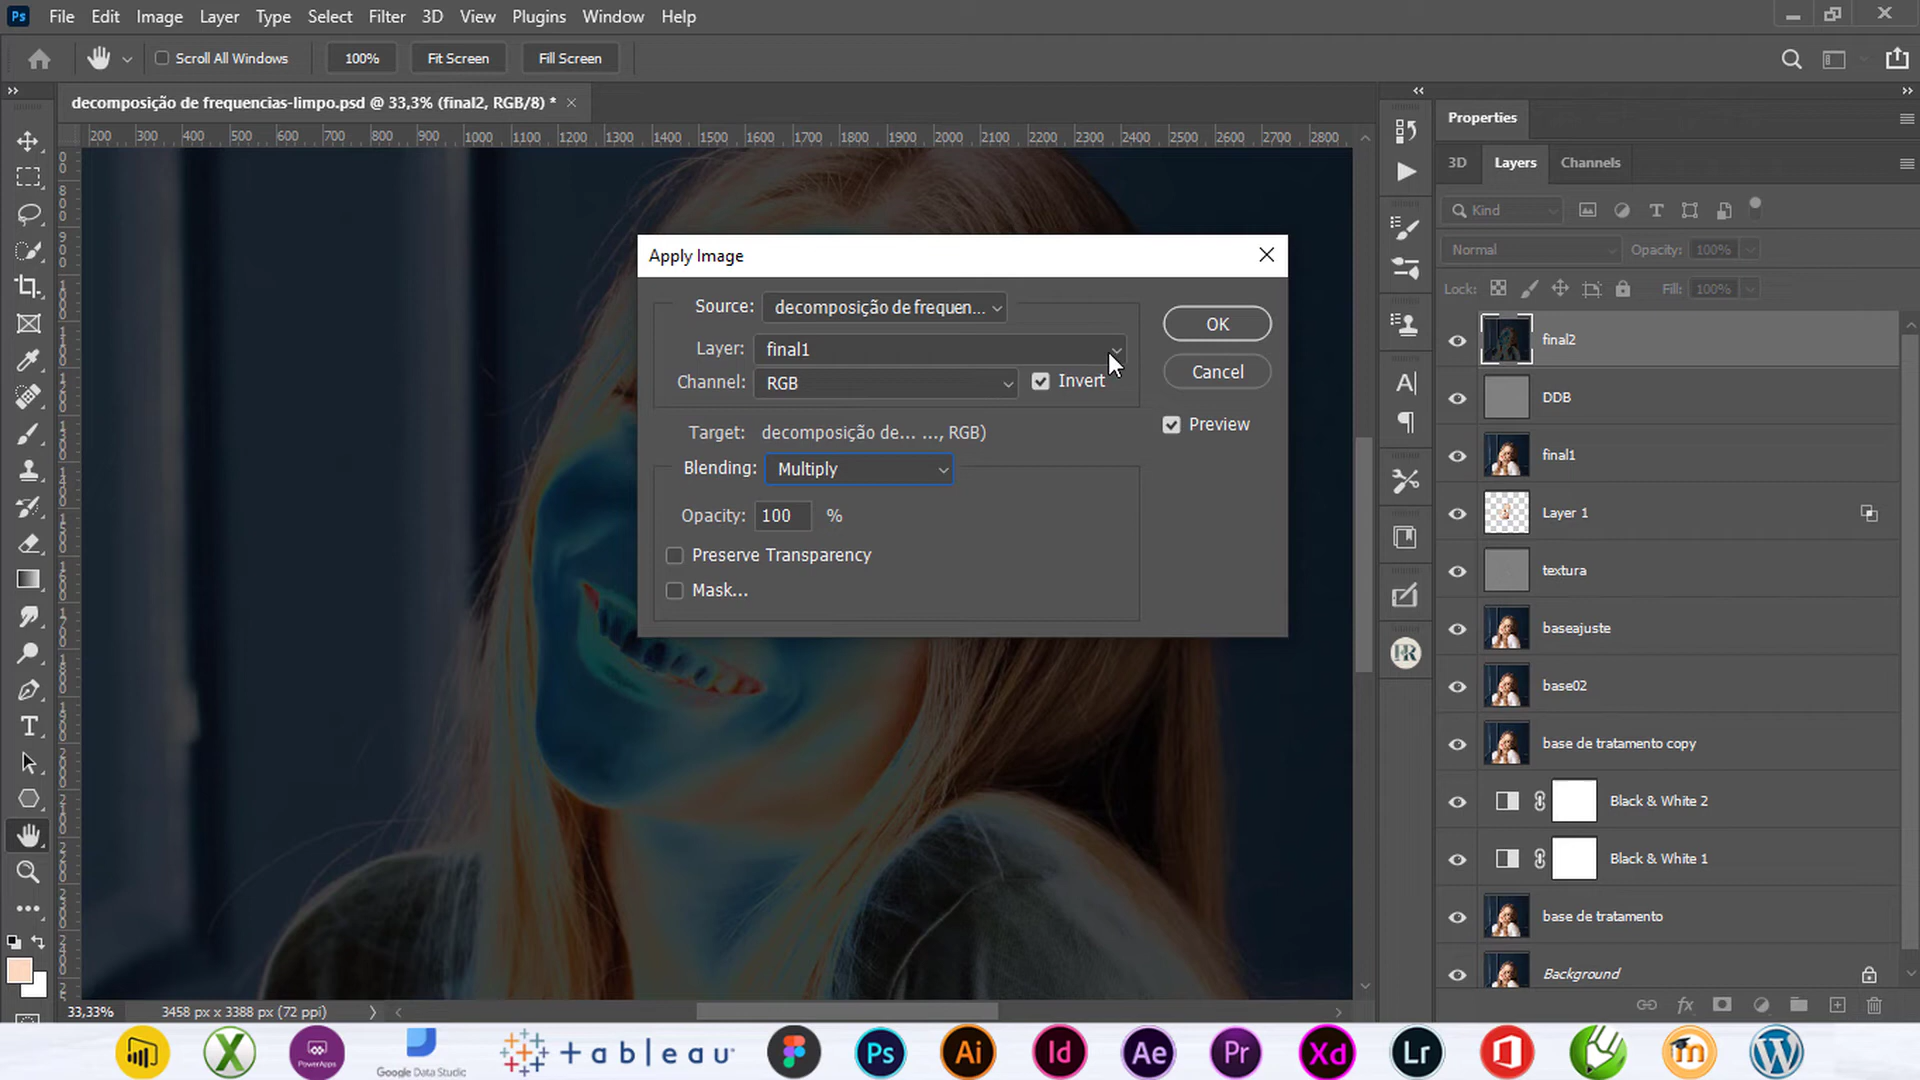 Ps File Edit Image Layer Type Select Filter 3D View Plugins Window Help
Scroll All Windows 100% Fit Screen Fill Screen
decomposição de frequencias-limpo.psd @ 33,3% (final2, RGB/8) *
200 300 400 500 600 700 800 900 1000 1100 1200 1300 1400 1500 1600 1700 1800 1900 2000 2100 2200 2300 2400 2500 2600 2700 2800
Apply Image
Source: decomposição de frequen...
Layer: final1
Channel: RGB Invert
Target: decomposição de... ..., RGB)
Blending: Multiply
Opacity: 100 %
Preserve Transparency
Mask...
OK
Cancel
Preview
Properties
3D Layers Channels
Kind
Normal Opacity: 100%
Lock: Fill: 100%
final2
DDB
final1
Layer 1
textura
baseajuste
base02
base de tratamento copy
Black & White 2
Black & White 1
base de tratamento
Background
33,33% 3458 px x 3388 px (72 ppi)
PowerApps
Google Data Studio
+ a b l e a u
Ps Ai Id Ae Pr Xd Lr